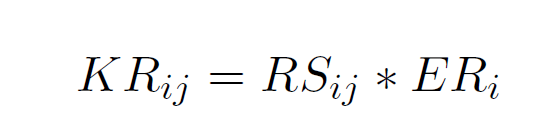 $KR_{ij} = RS_{ij} * ER_i$